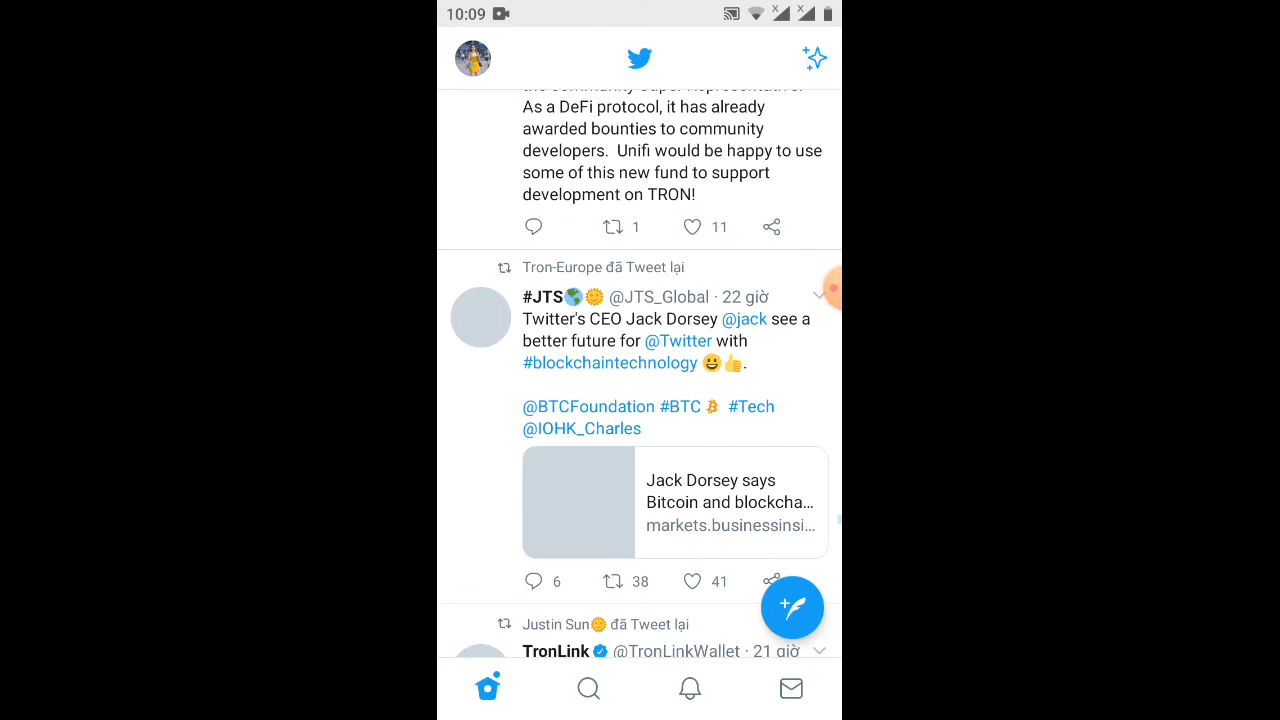 10:09
As a DeFi protocol, it has already
awarded bounties to community
developers.  Unifi would be happy to use
some of this new fund to support
development on TRON!
1 11
Tron-Europe đã Tweet lại
#JTS🌎🌞 @JTS_Global · 22 giờ
Twitter's CEO Jack Dorsey @jack see a
better future for @Twitter with
#blockchaintechnology 😀👍.
@BTCFoundation #BTC #Tech
@IOHK_Charles
Jack Dorsey says
Bitcoin and blockcha...
markets.businessinsi...
6 38 41
Justin Sun🌞 đã Tweet lại
TronLink @TronLinkWallet · 21 giờ